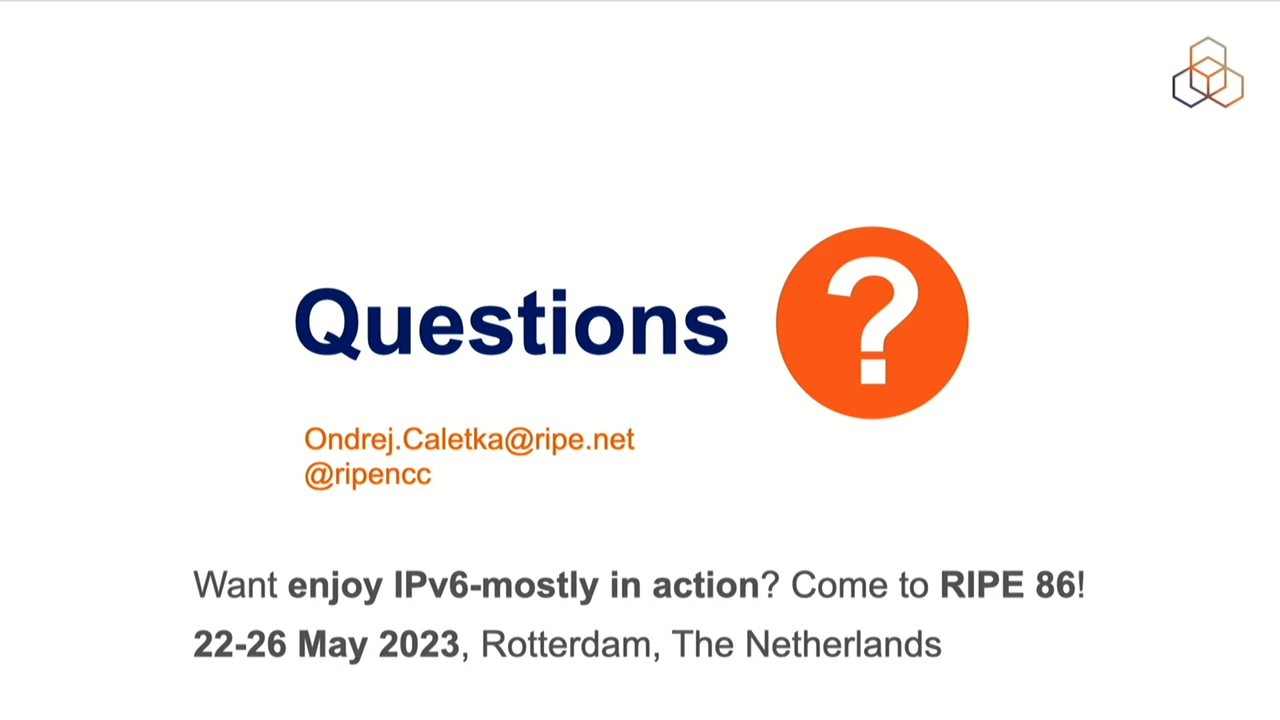 Questions ?
Ondrej.Caletka@ripe.net
@ripencc
Want enjoy IPv6-mostly in action? Come to RIPE 86!
22-26 May 2023, Rotterdam, The Netherlands